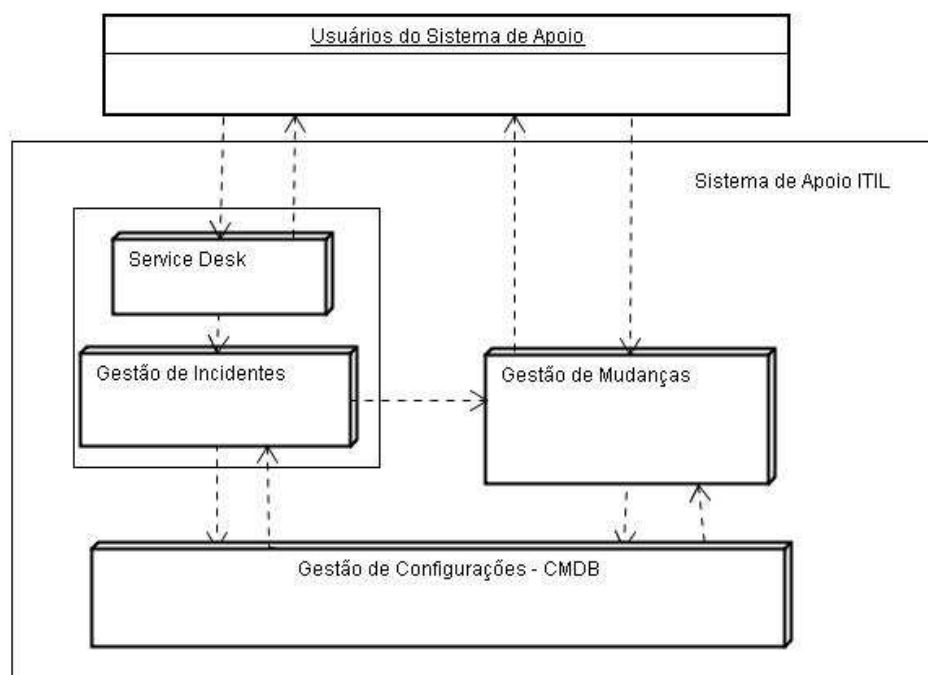 Usuários do Sistema de Apoio
Sistema de Apoio ITIL
Service Desk
Gestão de Incidentes
Gestão de Mudanças
Gestão de Configurações - CMDB